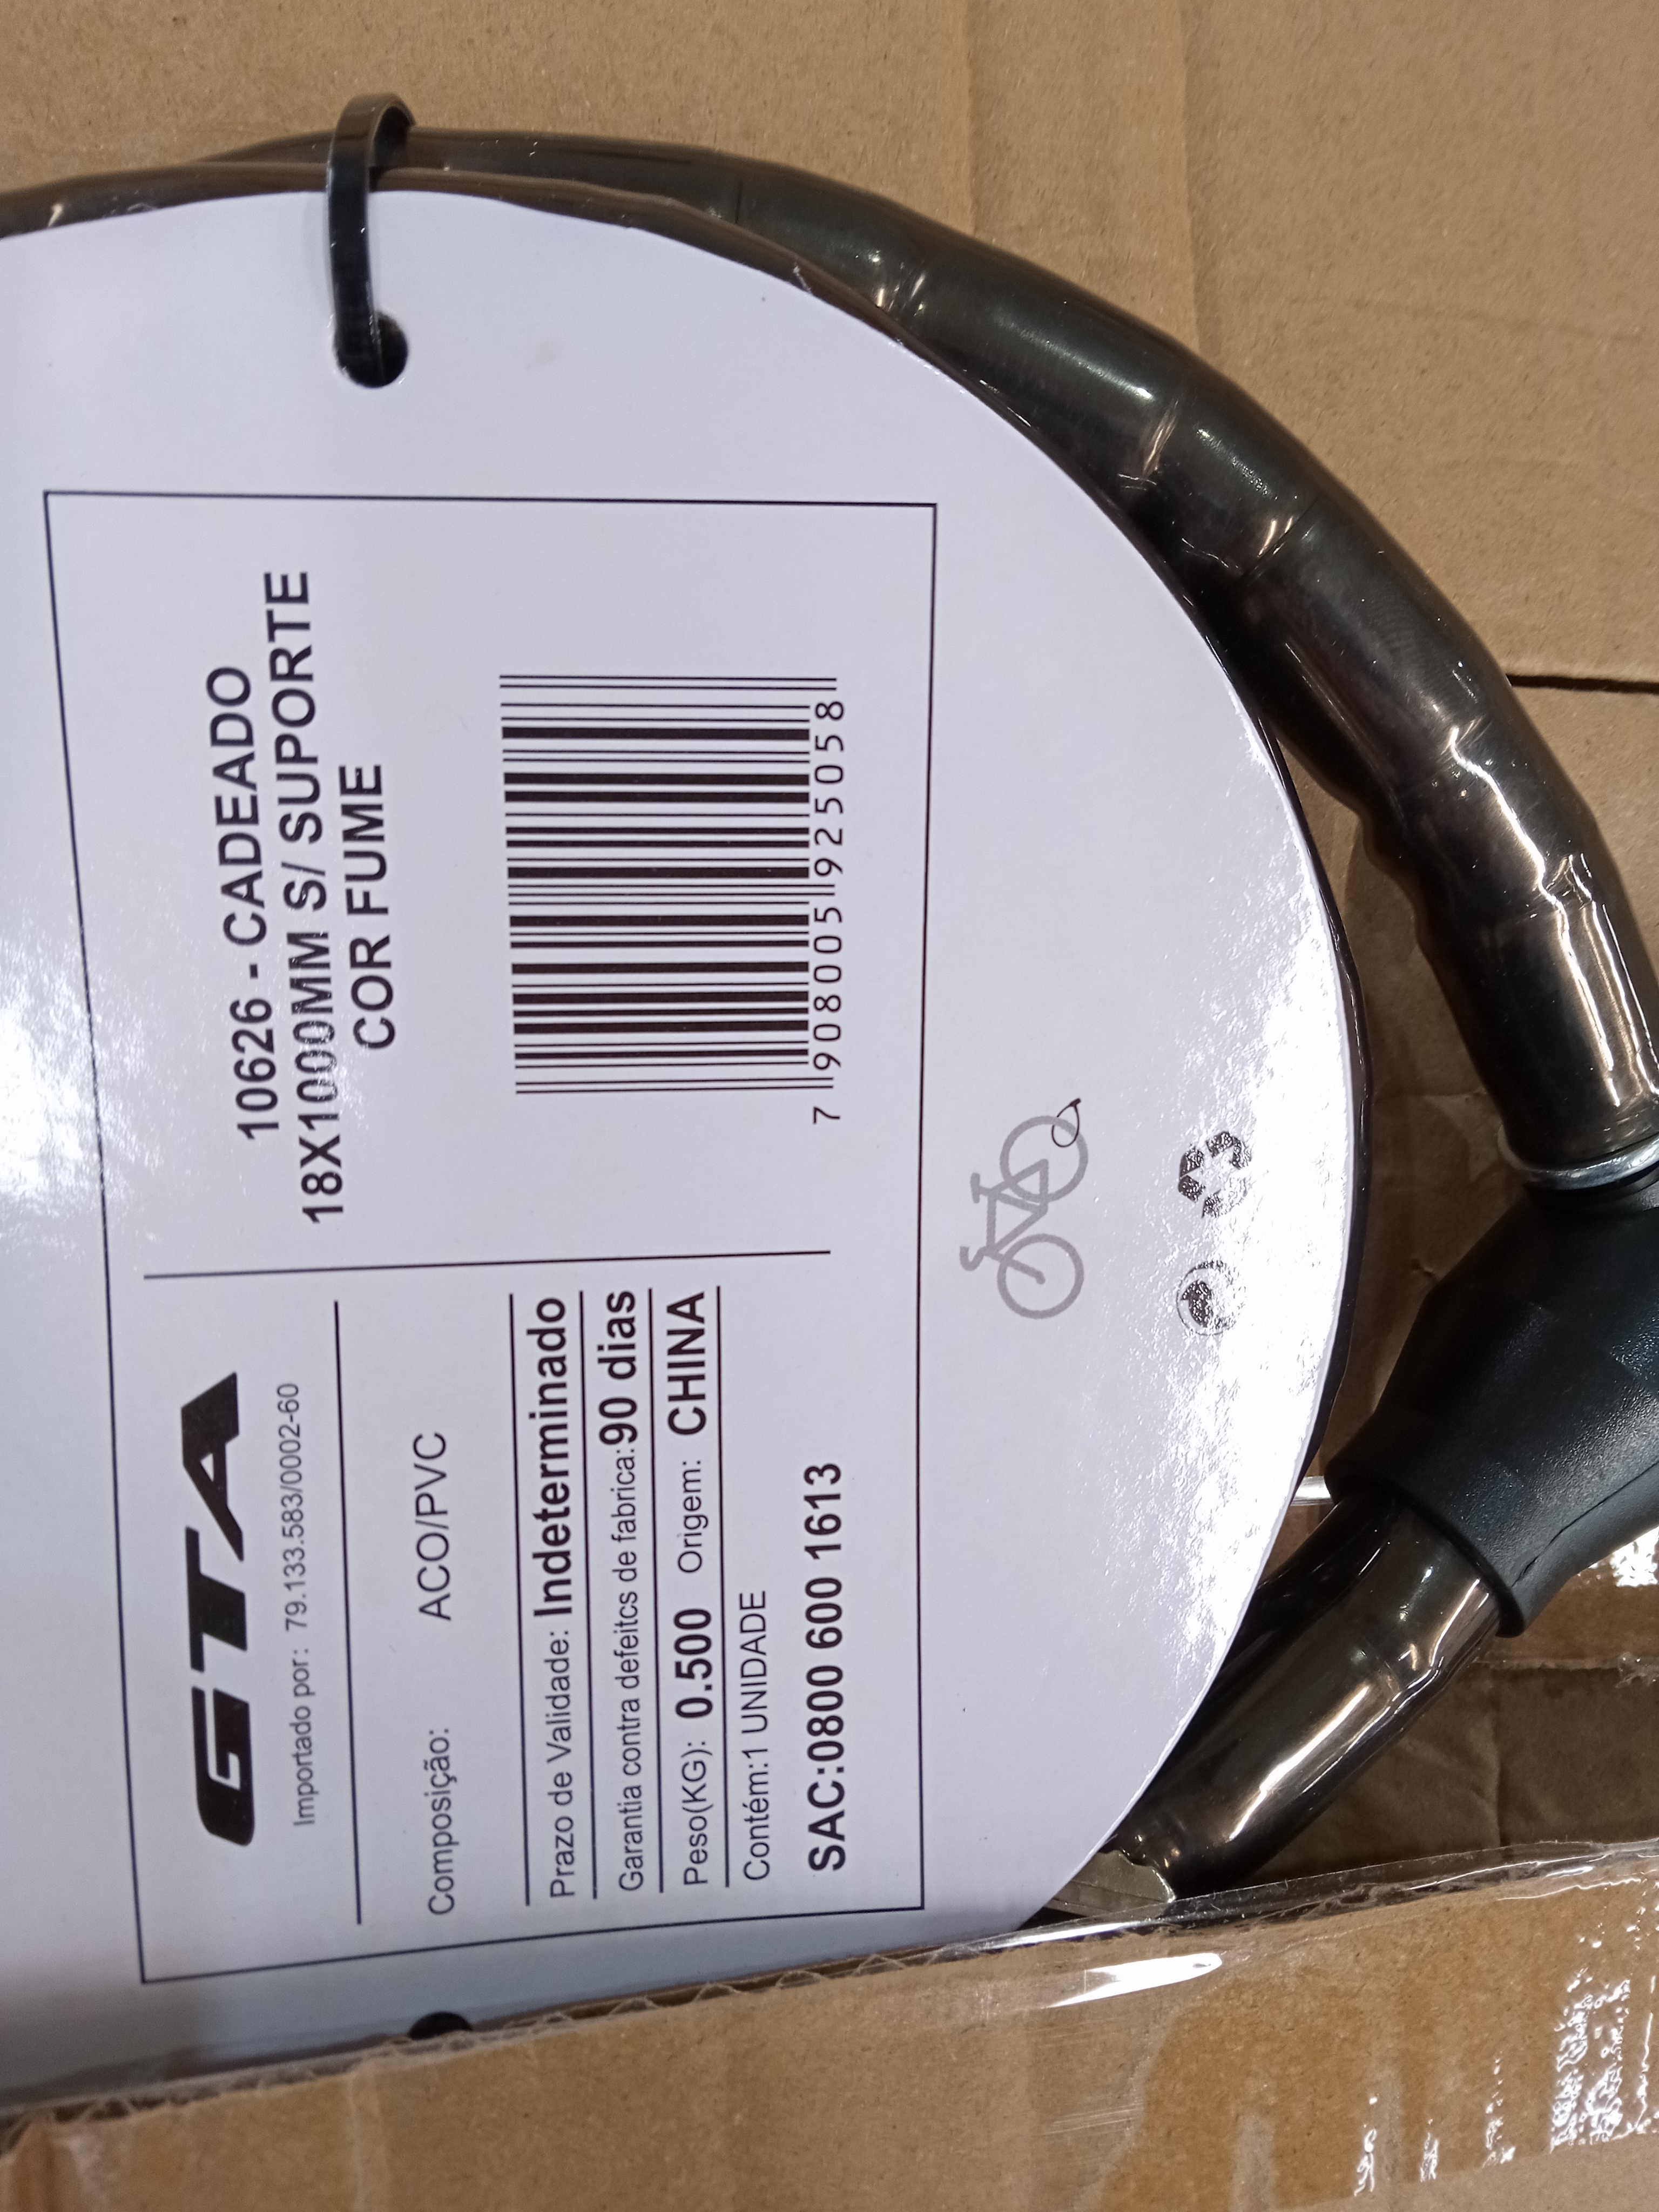 GTA
Importado por: 79.133.583/0002-60
Composição: ACO/PVC
Prazo de Validade: Indeterminado
Garantia contra defeitos de fabrica:90 dias
Peso(KG): 0.500 Origem: CHINA
Contém:1 UNIDADE
SAC:0800 600 1613
10626 - CADEADO
18X1000MM S/ SUPORTE
COR FUME
7 908005 925058